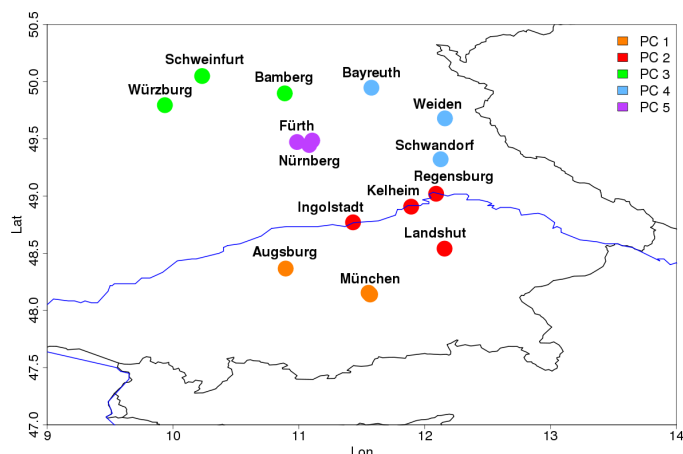 50.5
50.0
49.5
49.0
48.5
48.0
47.5
47.0
Lat
Schweinfurt
Würzburg
Bamberg
Bayreuth
Weiden
Fürth
Nürnberg
Schwandorf
Regensburg
Kelheim
Ingolstadt
Landshut
Augsburg
München
PC 1
PC 2
PC 3
PC 4
PC 5
9
10
11
12
13
14
Lon